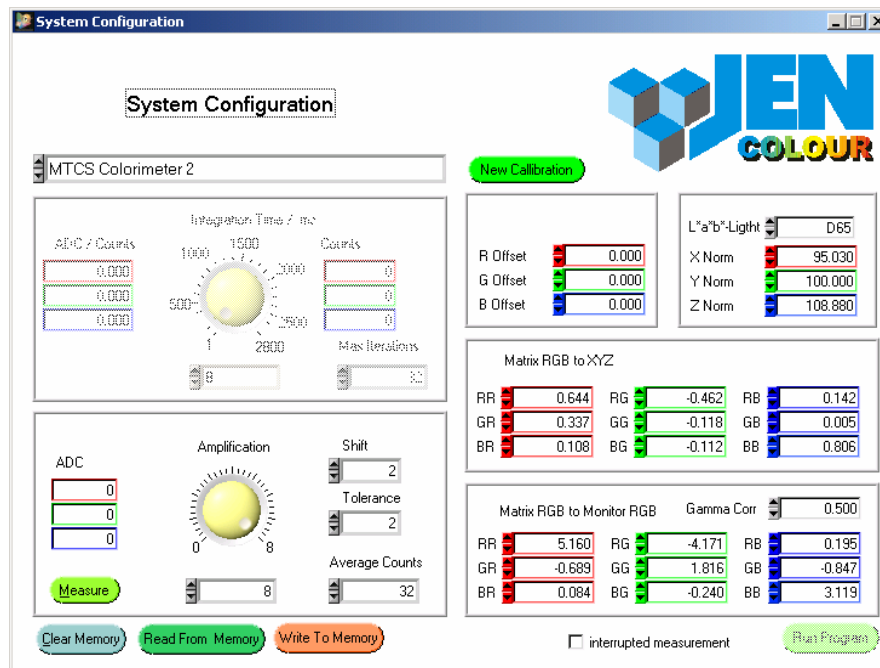 System Configuration
System Configuration
JEN
COLOUR
MTCS Colorimeter 2
New Callibration
Integration Time /
ADC / Counts
Counts
0.000
0.000
0.000
500
1000
1500
2000
2500
2800
1
0
0
0
Max Iterations
8
32
R Offset 0.000
G Offset 0.000
B Offset 0.000
L*a*b*-Ligtht D65
X Norm 95.030
Y Norm 100.000
Z Norm 108.880
Matrix RGB to XYZ
RR 0.644 RG -0.462 RB 0.142
GR 0.337 GG -0.118 GB 0.005
BR 0.108 BG -0.112 BB 0.806
ADC
0
0
0
Measure
Amplification
0 8
8
Shift
2
Tolerance
2
Average Counts
32
Matrix RGB to Monitor RGB Gamma Corr 0.500
RR 5.160 RG -4.171 RB 0.195
GR -0.689 GG 1.816 GB -0.847
BR 0.084 BG -0.240 BB 3.119
Clear Memory Read From Memory Write To Memory
interrupted measurement Run Program